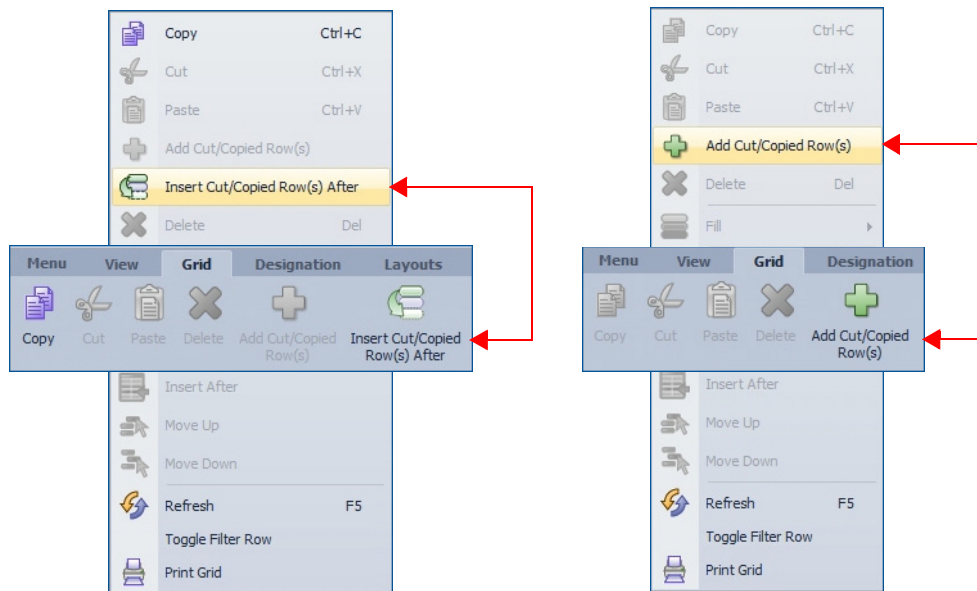 Copy Ctrl+C
Cut Ctrl+X
Paste Ctrl+V
Add Cut/Copied Row(s)
Insert Cut/Copied Row(s) After
Delete Del
Menu View Grid Designation Layouts
Copy Cut Paste Delete Add Cut/Copied Insert Cut/Copied
Row(s) Row(s) After
Insert After
Move Up
Move Down
Refresh F5
Toggle Filter Row
Print Grid
Copy Ctrl+C
Cut Ctrl+X
Paste Ctrl+V
Add Cut/Copied Row(s)
Delete Del
Fill
Menu View Grid Designation
Copy Cut Paste Delete Add Cut/Copied
Row(s)
Insert After
Move Up
Move Down
Refresh F5
Toggle Filter Row
Print Grid